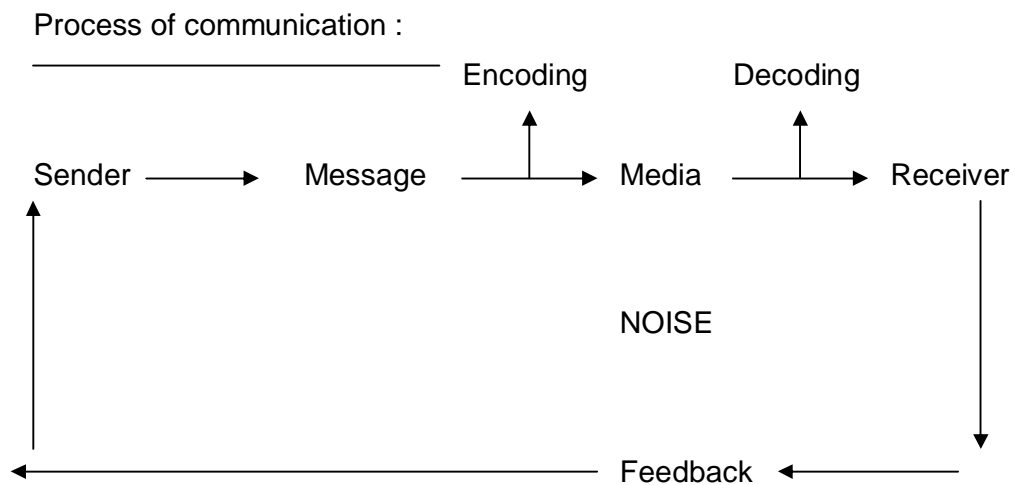 Process of communication :
Encoding Decoding
Sender Message Media Receiver
NOISE
Feedback